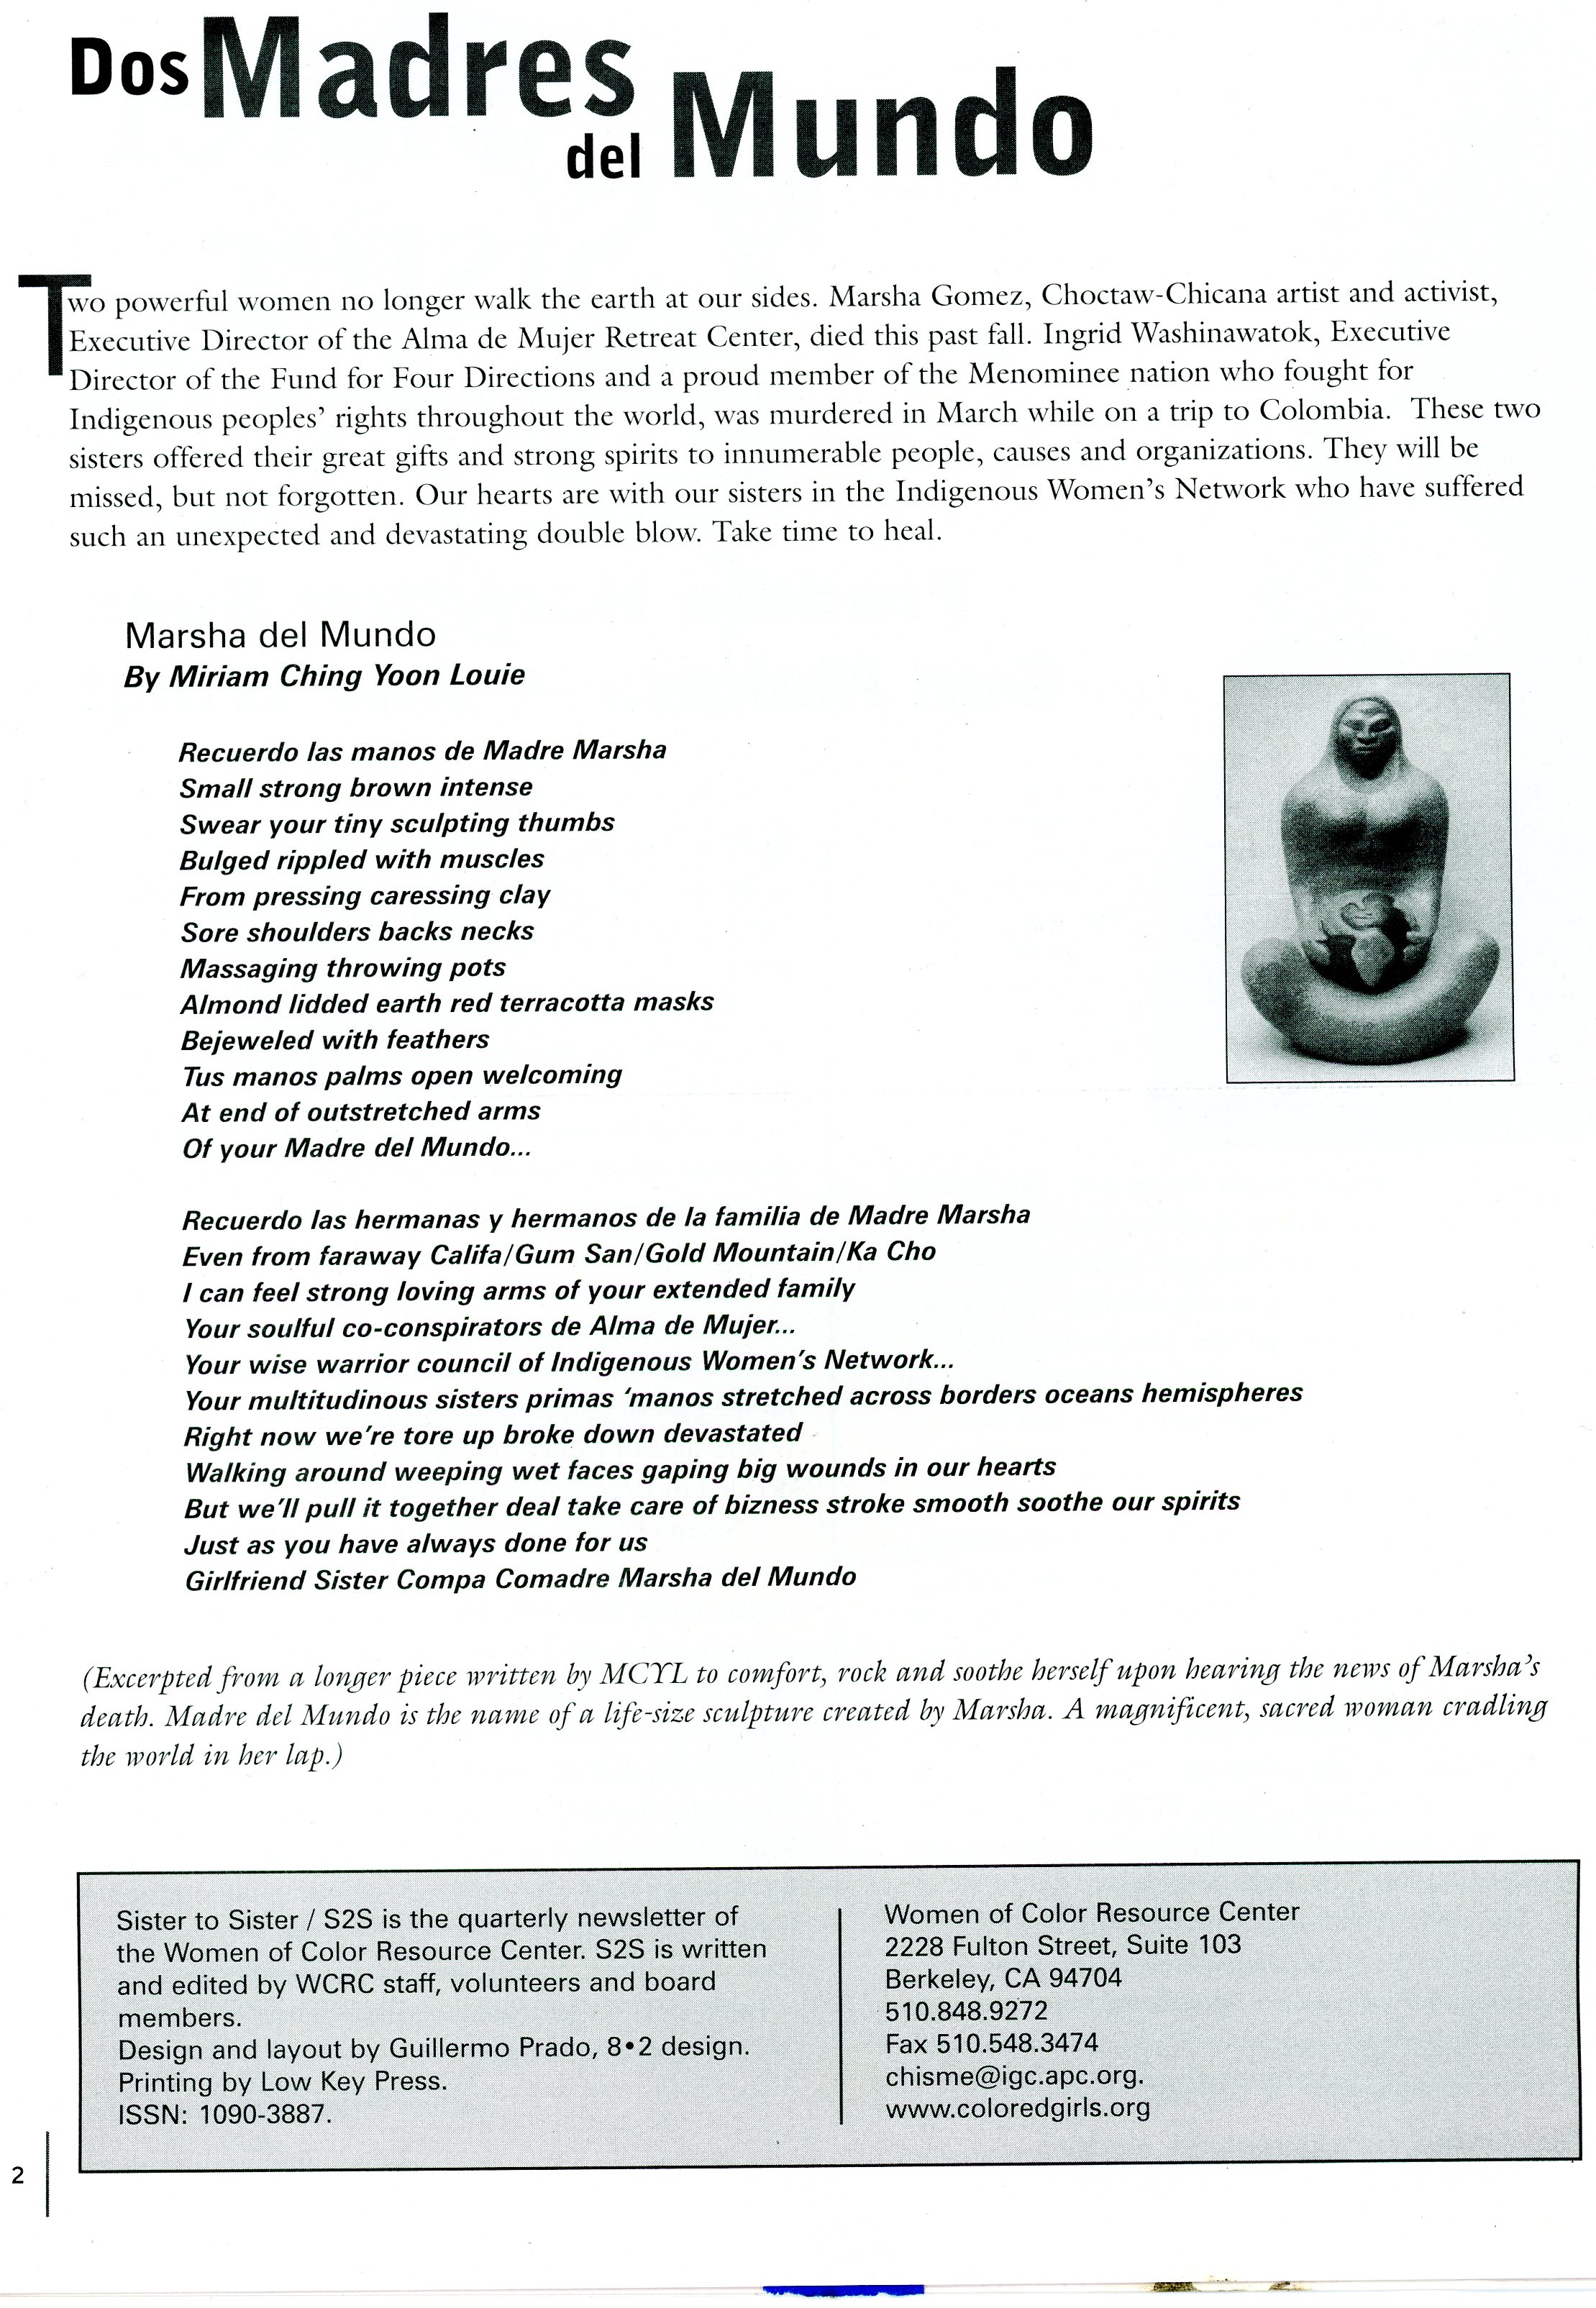 Dos Madres
del Mundo
Two powerful women no longer walk the earth at our sides. Marsha Gomez, Choctaw-Chicana artist and activist,
Executive Director of the Alma de Mujer Retreat Center, died this past fall. Ingrid Washinawatok, Executive
Director of the Fund for Four Directions and a proud member of the Menominee nation who fought for
Indigenous peoples’ rights throughout the world, was murdered in March while on a trip to Colombia. These two
sisters offered their great gifts and strong spirits to innumerable people, causes and organizations. They will be
missed, but not forgotten. Our hearts are with our sisters in the Indigenous Women’s Network who have suffered
such an unexpected and devastating double blow. Take time to heal.
Marsha del Mundo
By Miriam Ching Yoon Louie
Recuerdo las manos de Madre Marsha
Small strong brown intense
Swear your tiny sculpting thumbs
Bulged rippled with muscles
From pressing caressing clay
Sore shoulders backs necks
Massaging throwing pots
Almond lidded earth red terracotta masks
Bejeweled with feathers
Tus manos palms open welcoming
At end of outstretched arms
Of your Madre del Mundo...
Recuerdo las hermanas y hermanos de la familia de Madre Marsha
Even from faraway Califa/Gum San/Gold Mountain/Ka Cho
I can feel strong loving arms of your extended family
Your soulful co-conspirators de Alma de Mujer...
Your wise warrior council of Indigenous Women’s Network...
Your multitudinous sisters primas ‘manos stretched across borders oceans hemispheres
Right now we’re tore up broke down devastated
Walking around weeping wet faces gaping big wounds in our hearts
But we’ll pull it together deal take care of bizness stroke smooth soothe our spirits
Just as you have always done for us
Girlfriend Sister Compa Comadre Marsha del Mundo
(Excerpted from a longer piece written by MCYL to comfort, rock and soothe herself upon hearing the news of Marsha’s
death. Madre del Mundo is the name of a life-size sculpture created by Marsha. A magnificent, sacred woman cradling
the world in her lap.)
Sister to Sister / S2S is the quarterly newsletter of
the Women of Color Resource Center. S2S is written
and edited by WCRC staff, volunteers and board
members.
Design and layout by Guillermo Prado, 8•2 design.
Printing by Low Key Press.
ISSN: 1090-3887.
Women of Color Resource Center
2228 Fulton Street, Suite 103
Berkeley, CA 94704
510.848.9272
Fax 510.548.3474
chisme@igc.apc.org.
www.coloredgirls.org
2